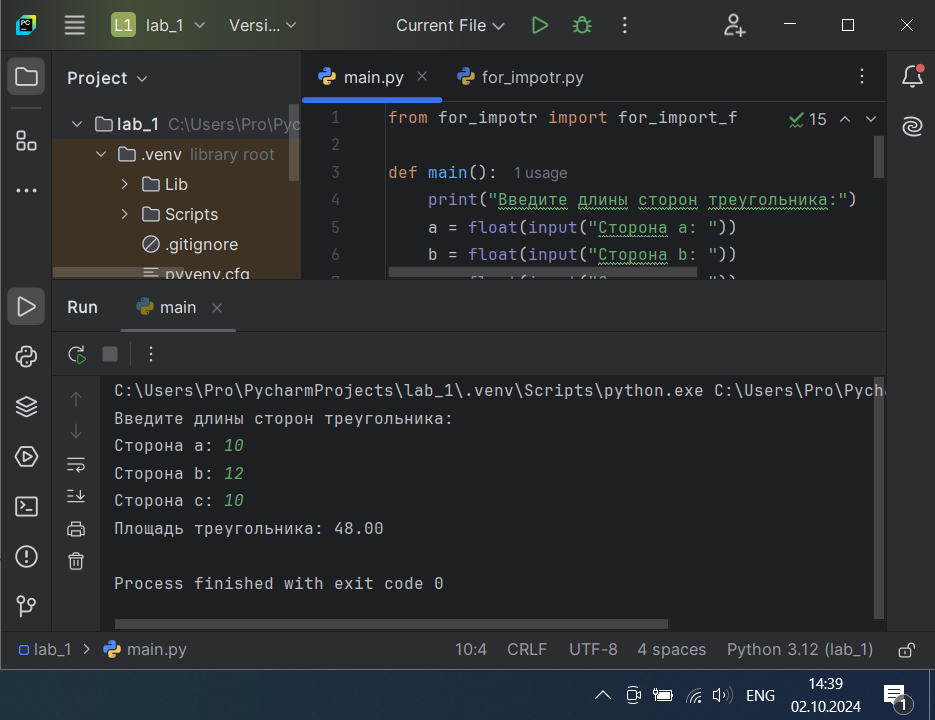 PC L1 lab_1 Versi... Current File
Project
main.py for_impotr.py
lab_1 C:\Users\Pro\Pyc
.venv library root
Lib
Scripts
.gitignore
pyvenv.cfg
1 from for_impotr import for_import_f 15
2
3 def main(): 1 usage
4 print("Введите длины сторон треугольника:")
5 a = float(input("Сторона a: "))
6 b = float(input("Сторона b: "))
Run main
C:\Users\Pro\PycharmProjects\lab_1\.venv\Scripts\python.exe C:\Users\Pro\Pych
Введите длины сторон треугольника:
Сторона a: 10
Сторона b: 12
Сторона c: 10
Площадь треугольника: 48.00
Process finished with exit code 0
lab_1 > main.py 10:4 CRLF UTF-8 4 spaces Python 3.12 (lab_1)
ENG
14:39
02.10.2024
1